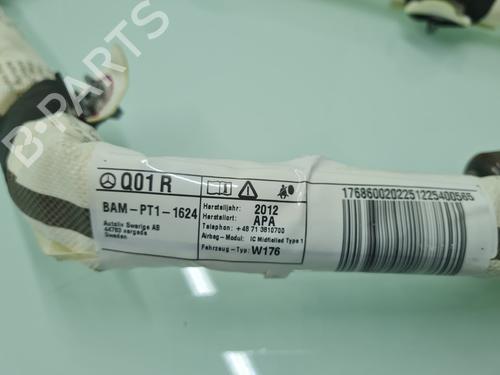 B-PARTS
Q01 R
BAM-PT1-1624
Autoliv Sverige AB
44783 Vargarda
Sweden
Herstelljahr: 2012
Herstellort: APA
Telephon: +48 71 3810700
Airbag-Modul: IC Midfield Type 1
Fahrzeug-Typ: W176
17686002022512254005​65